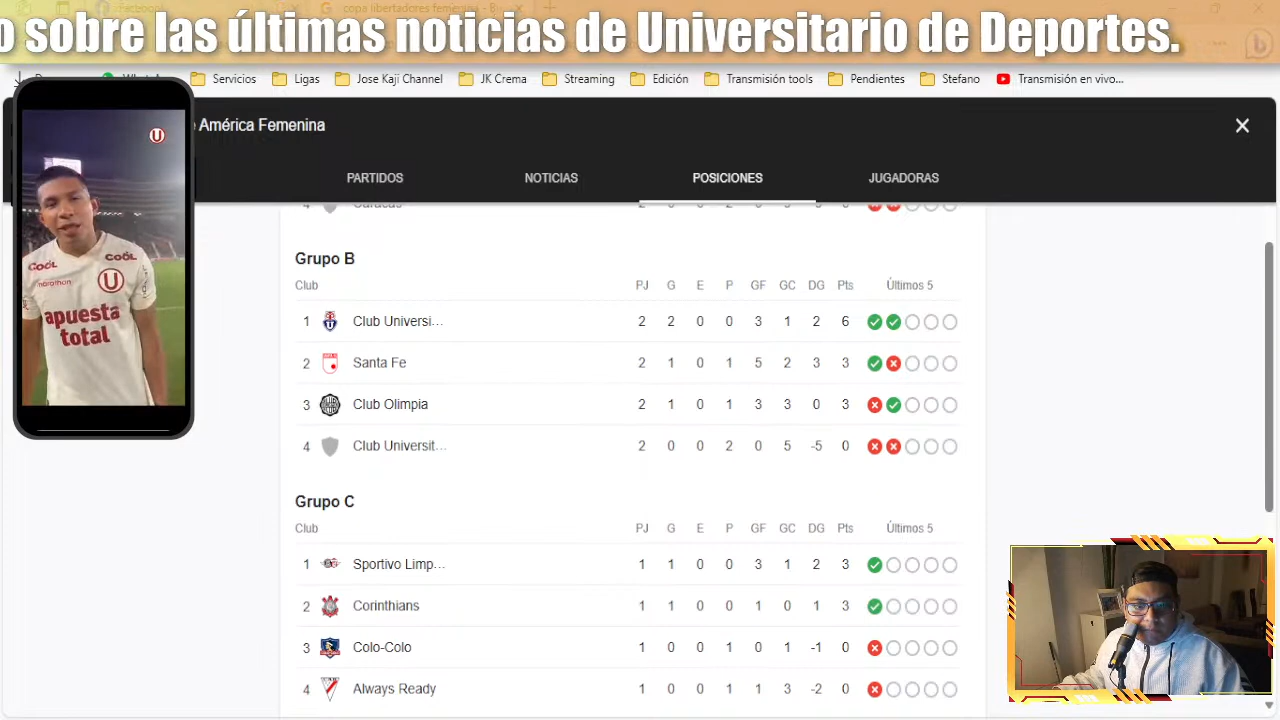 o sobre las últimas noticias de Universitario de Deportes.
Servicios
Ligas
Jose Kaji Channel
JK Crema
Streaming
Edición
Transmisión tools
Pendientes
Stefano
Transmisión en vivo...
América Femenina
PARTIDOS NOTICIAS POSICIONES JUGADORAS
Grupo B
Club PJ G E P GF GC DG Pts Últimos 5
1 Club Universi... 2 2 0 0 3 1 2 6
2 Santa Fe 2 1 0 1 5 2 3 3
3 Club Olimpia 2 1 0 1 3 3 0 3
4 Club Universit... 2 0 0 2 0 5 -5 0
Grupo C
Club PJ G E P GF GC DG Pts Últimos 5
1 Sportivo Limp... 1 1 0 0 3 1 2 3
2 Corinthians 1 1 0 0 1 0 1 3
3 Colo-Colo 1 0 0 1 0 1 -1 0
4 Always Ready 1 0 0 1 1 3 -2 0
U
COOL COOL
marathon U
apuesta
total